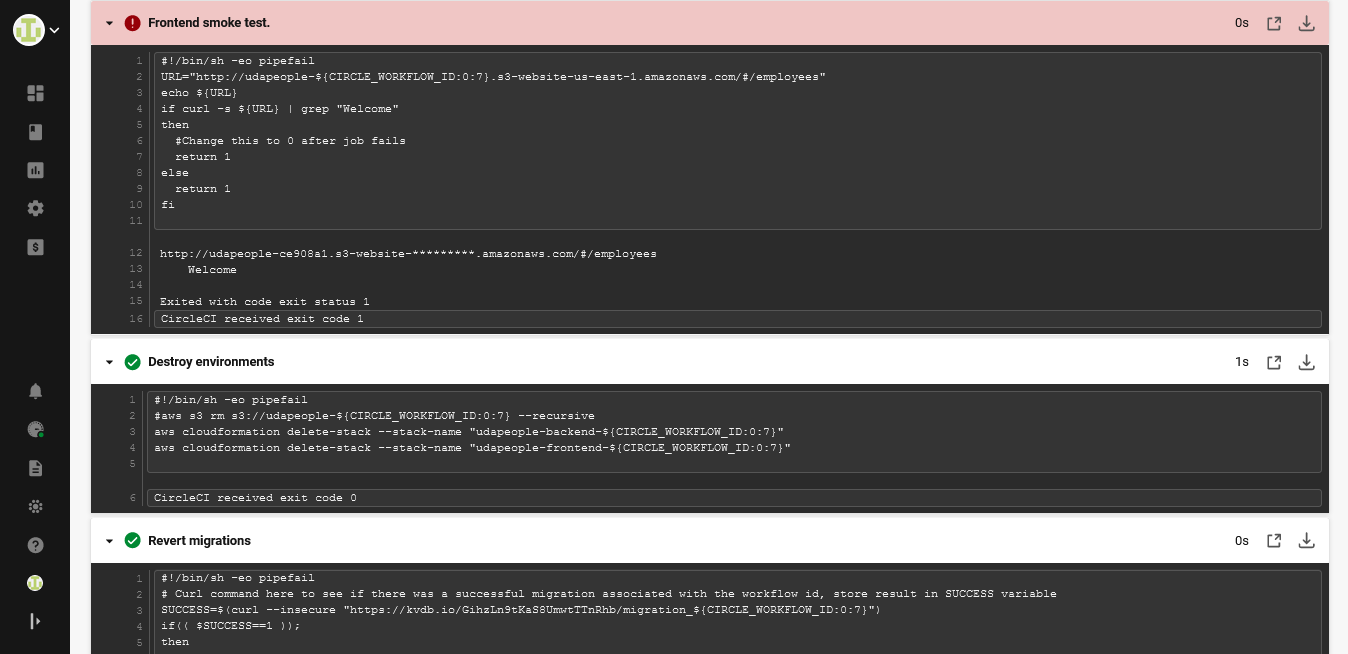 Frontend smoke test.
0s
1 #!/bin/sh -eo pipefail
2 URL="http://udapeople-${CIRCLE_WORKFLOW_ID:0:7}.s3-website-us-east-1.amazonaws.com/#/employees"
3 echo ${URL}
4 if curl -s ${URL} | grep "Welcome"
5 then
6   #Change this to 0 after job fails
7   return 1
8 else
9   return 1
10 fi
11
12 http://udapeople-ce908a1.s3-website-*********.amazonaws.com/#/employees
13     Welcome
14
15 Exited with code exit status 1
16 CircleCI received exit code 1
Destroy environments
1s
1 #!/bin/sh -eo pipefail
2 #aws s3 rm s3://udapeople-${CIRCLE_WORKFLOW_ID:0:7} --recursive
3 aws cloudformation delete-stack --stack-name "udapeople-backend-${CIRCLE_WORKFLOW_ID:0:7}"
4 aws cloudformation delete-stack --stack-name "udapeople-frontend-${CIRCLE_WORKFLOW_ID:0:7}"
5
6 CircleCI received exit code 0
Revert migrations
0s
1 #!/bin/sh -eo pipefail
2 # Curl command here to see if there was a successful migration associated with the workflow id, store result in SUCCESS variable
3 SUCCESS=$(curl --insecure "https://kvdb.io/GihzLn9tKaS8UmwtTTnRhb/migration_${CIRCLE_WORKFLOW_ID:0:7}")
4 if(( $SUCCESS==1 ));
5 then